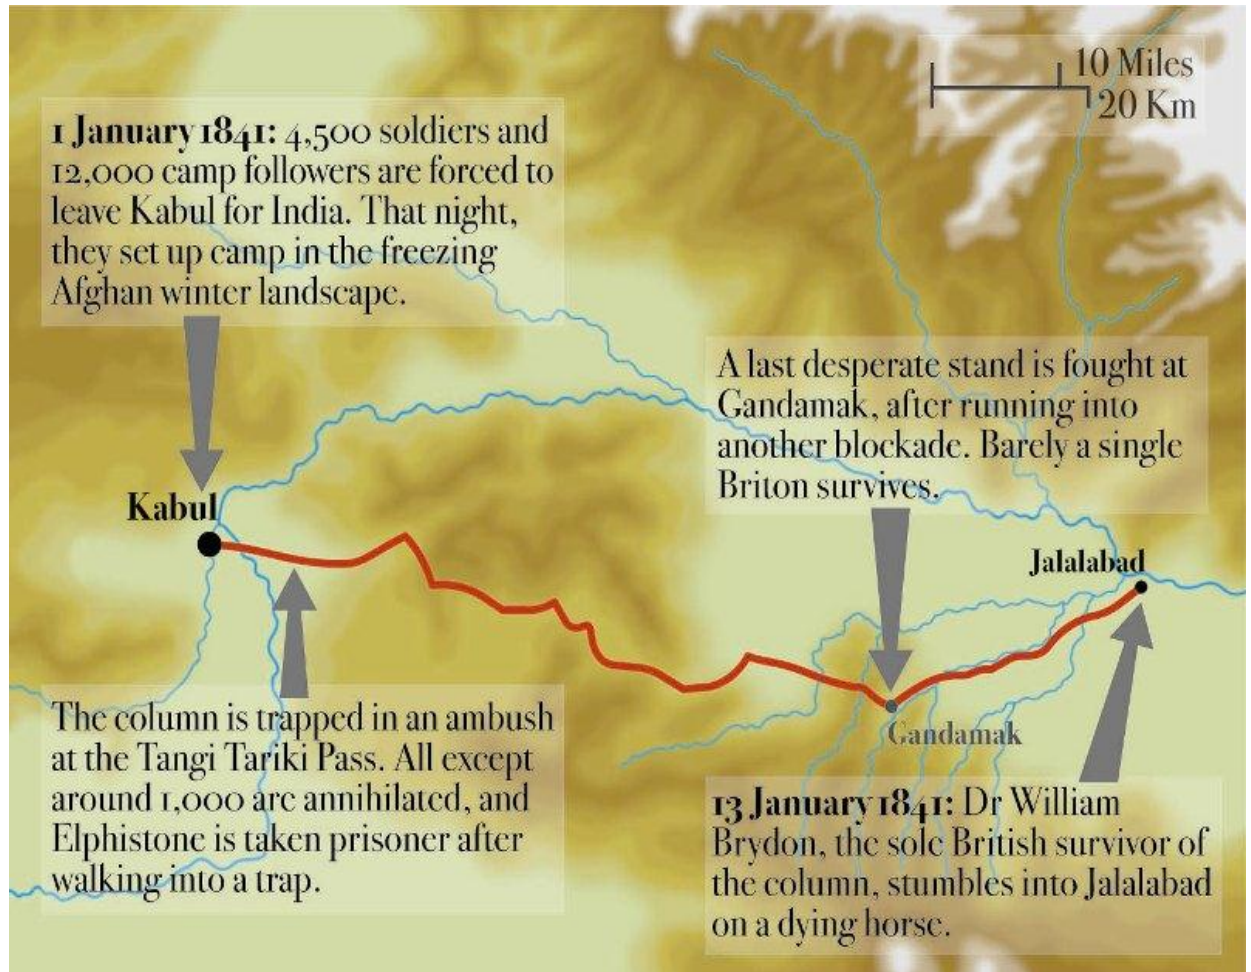 10 Miles
20 Km
1 January 1841: 4,500 soldiers and
12,000 camp followers are forced to
leave Kabul for India. That night,
they set up camp in the freezing
Afghan winter landscape.
A last desperate stand is fought at
Gandamak, after running into
another blockade. Barely a single
Briton survives.
Kabul
Jalalabad
The column is trapped in an ambush
at the Tangi Tariki Pass. All except
around 1,000 are annihilated, and
Elphistone is taken prisoner after
walking into a trap.
Gandamak
13 January 1841: Dr William
Brydon, the sole British survivor of
the column, stumbles into Jalalabad
on a dying horse.